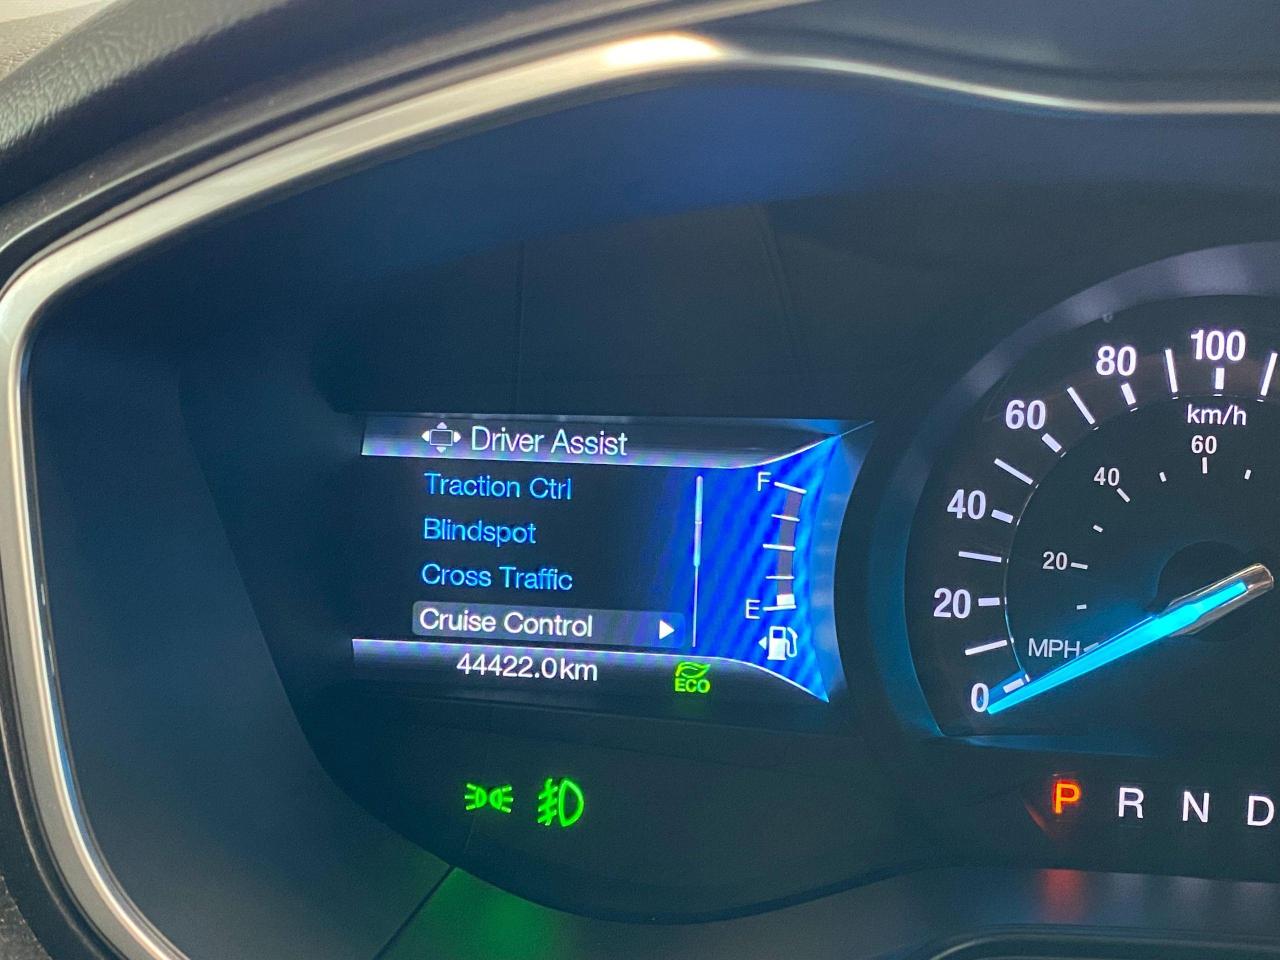 Driver Assist
Traction Ctrl
Blindspot
Cross Traffic
Cruise Control
44422.0km
ECO
F
E
0
20
40
60
80
100
km/h
20
40
60
MPH
P R N D